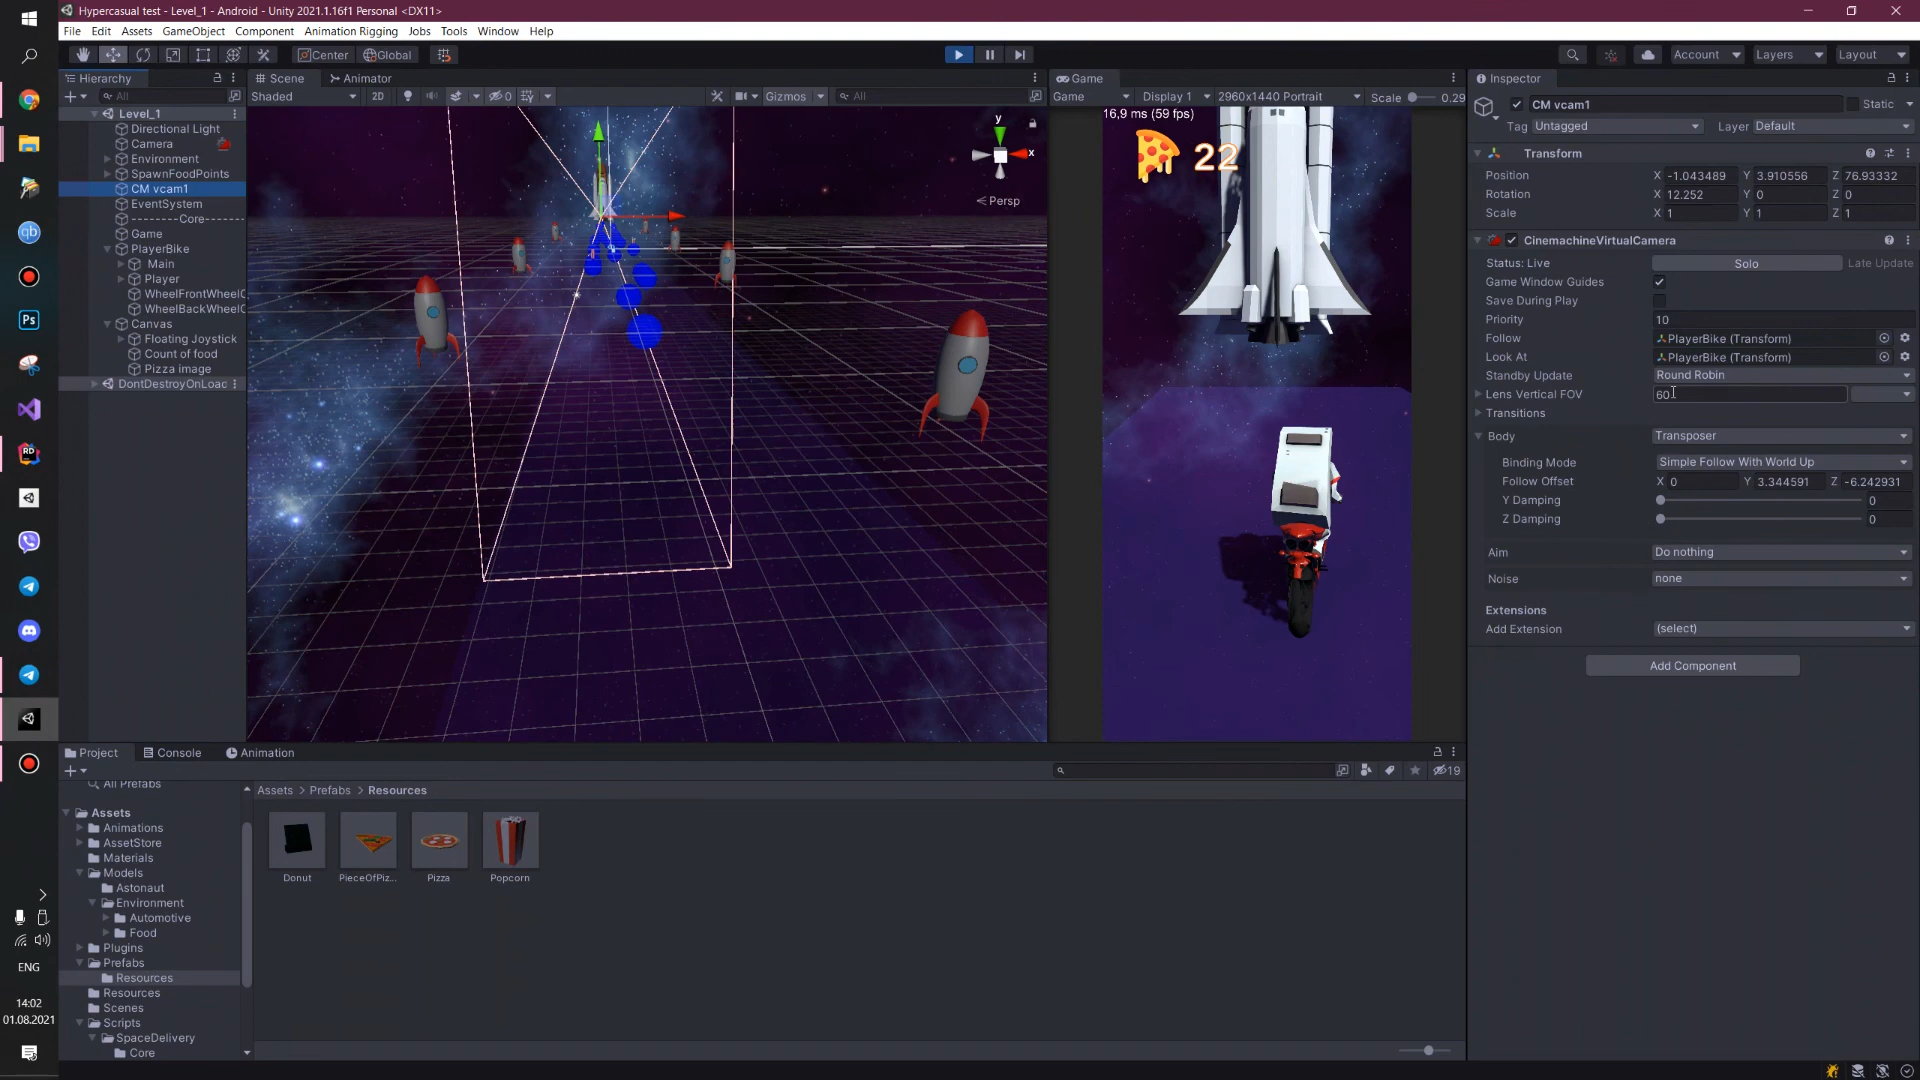 Hypercasual test - Level_1 - Android - Unity 2021.1.16f1 Personal <DX11>
File Edit Assets GameObject Component Animation Rigging Jobs Tools Window Help
Center Global Account Layers Layout
Hierarchy Scene Animator Game Inspector
All Shaded 2D 0 Gizmos All Game Display 1 2960x1440 Portrait Scale 0.29
CM vcam1 Static
Tag Untagged Layer Default
Level_1
Directional Light
Camera
Environment
SpawnFoodPoints
CM vcam1
EventSystem
--------Core-------
Game
PlayerBike
Main
Player
WheelFrontWheelC
WheelBackWheelC
Canvas
Floating Joystick
Count of food
Pizza image
DontDestroyOnLoac
y
x
Persp
16,9 ms (59 fps)
22
Transform
Position X -1.043489 Y 3.910556 Z 76.93332
Rotation X 12.252 Y 0 Z 0
Scale X 1 Y 1 Z 1
CinemachineVirtualCamera
Status: Live Solo Late Update
Game Window Guides
Save During Play
Priority 10
Follow PlayerBike (Transform)
Look At PlayerBike (Transform)
Standby Update Round Robin
Lens Vertical FOV 60
Transitions
Body Transposer
Binding Mode Simple Follow With World Up
Follow Offset X 0 Y 3.344591 Z -6.242931
Y Damping 0
Z Damping 0
Aim Do nothing
Noise none
Extensions
Add Extension (select)
Add Component
Project Console Animation
19
All Prefabs
Assets
Animations
AssetStore
Materials
Models
Astonaut
Environment
Automotive
Food
Plugins
Prefabs
Resources
Resources
Scenes
Scripts
SpaceDelivery
Core
Assets > Prefabs > Resources
Donut PieceOfPiz... Pizza Popcorn
qb
Ps
RD
ENG
14:02
01.08.2021